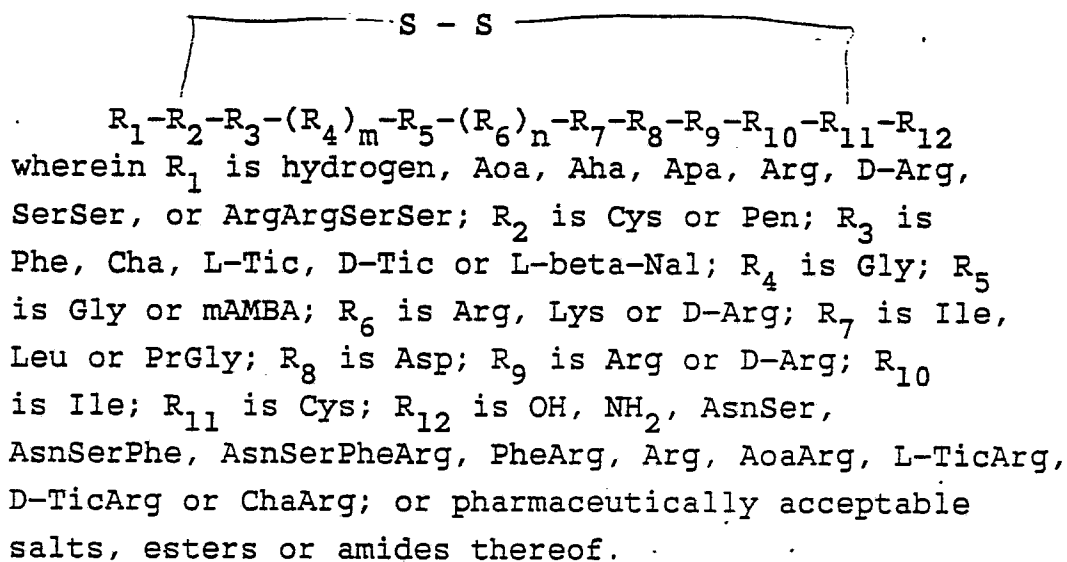 S - S
R₁-R₂-R₃-(R₄)ₘ-R₅-(R₆)ₙ-R₇-R₈-R₉-R₁₀-R₁₁-R₁₂
wherein R₁ is hydrogen, Aoa, Aha, Apa, Arg, D-Arg,
SerSer, or ArgArgSerSer; R₂ is Cys or Pen; R₃ is
Phe, Cha, L-Tic, D-Tic or L-beta-Nal; R₄ is Gly; R₅
is Gly or mAMBA; R₆ is Arg, Lys or D-Arg; R₇ is Ile,
Leu or PrGly; R₈ is Asp; R₉ is Arg or D-Arg; R₁₀
is Ile; R₁₁ is Cys; R₁₂ is OH, NH₂, AsnSer,
AsnSerPhe, AsnSerPheArg, PheArg, Arg, AoaArg, L-TicArg,
D-TicArg or ChaArg; or pharmaceutically acceptable
salts, esters or amides thereof.